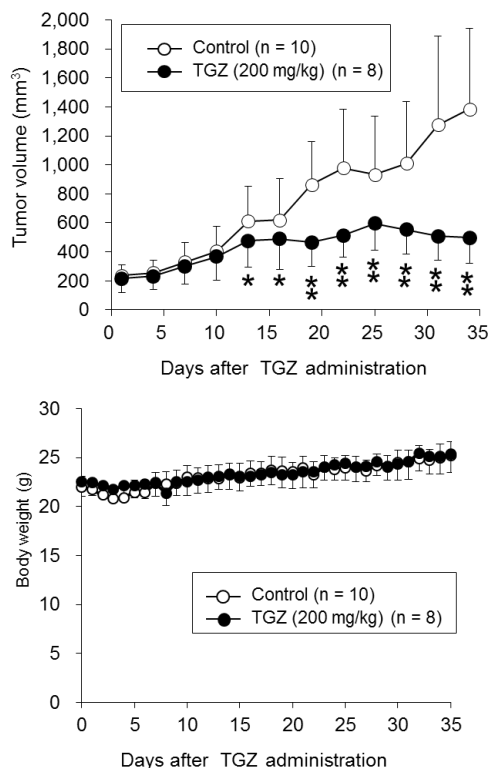 2,000
1,800
1,600
1,400
1,200
1,000
800
600
400
200
0
Tumor volume (mm³)
Control (n = 10)
TGZ (200 mg/kg) (n = 8)
* * ** ** ** ** ** **
0 5 10 15 20 25 30 35
Days after TGZ administration
30
25
20
15
10
5
0
Body weight (g)
Control (n = 10)
TGZ (200 mg/kg) (n = 8)
0 5 10 15 20 25 30 35
Days after TGZ administration